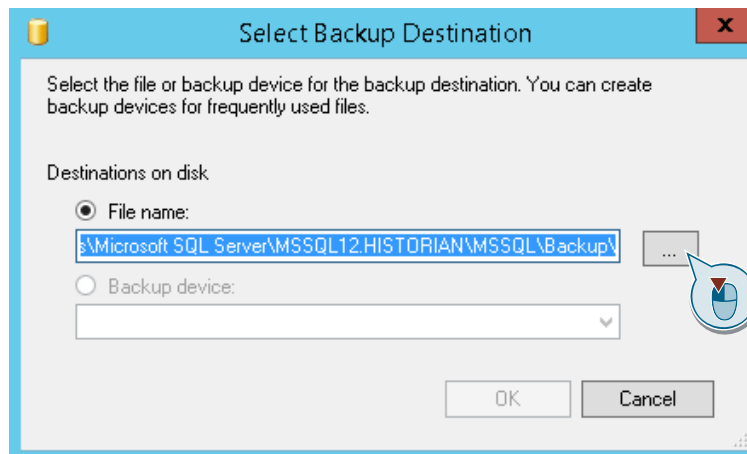 Select Backup Destination
x
Select the file or backup device for the backup destination. You can create
backup devices for frequently used files.
Destinations on disk
File name:
s\Microsoft SQL Server\MSSQL12.HISTORIAN\MSSQL\Backup\
...
Backup device:
OK
Cancel